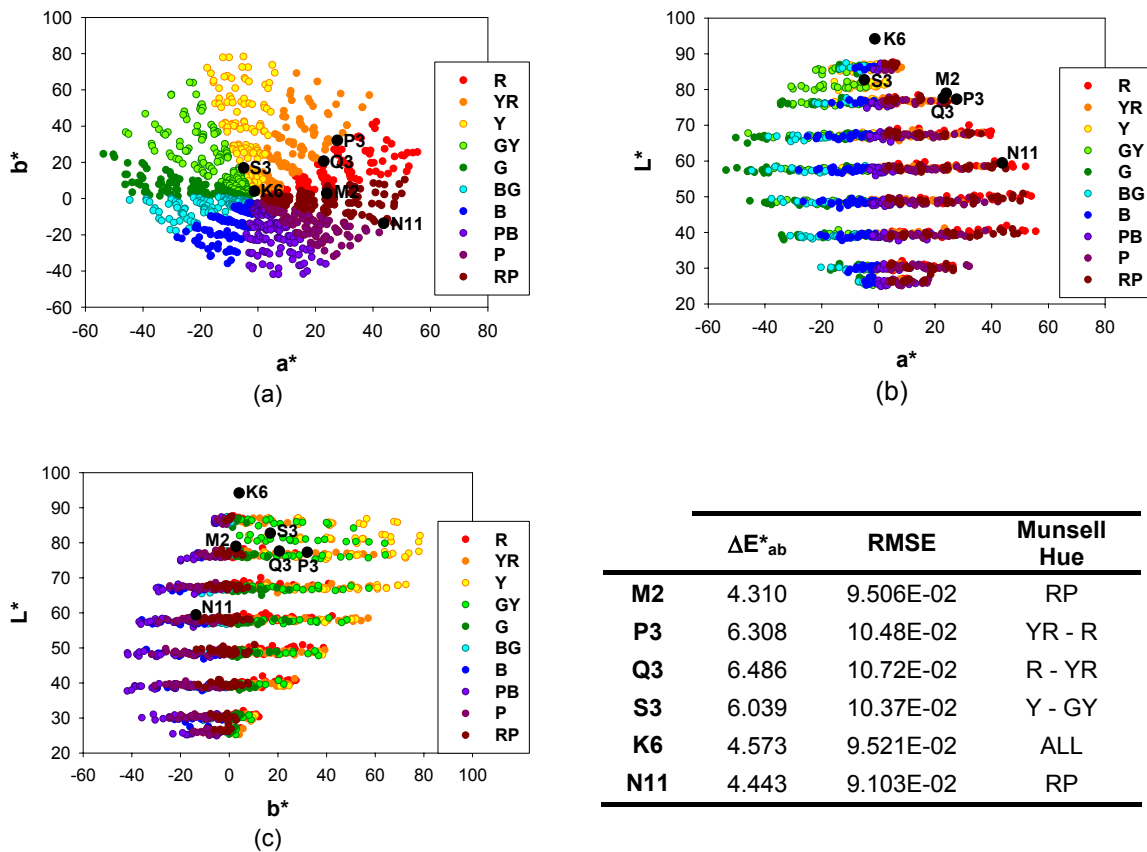 100
80
60
40
20
0
-20
-40
-60
b*
-60 -40 -20 0 20 40 60 80
a*
P3
Q3
S3
K6
M2
N11
R
YR
Y
GY
G
BG
B
PB
P
RP
(a)
100
90
80
70
60
50
40
30
20
L*
-60 -40 -20 0 20 40 60 80
a*
K6
M2
S3
P3
Q3
N11
R
YR
Y
GY
G
BG
B
PB
P
RP
(b)
100
90
80
70
60
50
40
30
20
L*
-60 -40 -20 0 20 40 60 80 100
b*
K6
S3
M2
Q3 P3
N11
R
YR
Y
GY
G
BG
B
PB
P
RP
(c)
ΔE*ab RMSE Munsell
Hue
M2 4.310 9.506E-02 RP
P3 6.308 10.48E-02 YR - R
Q3 6.486 10.72E-02 R - YR
S3 6.039 10.37E-02 Y - GY
K6 4.573 9.521E-02 ALL
N11 4.443 9.103E-02 RP